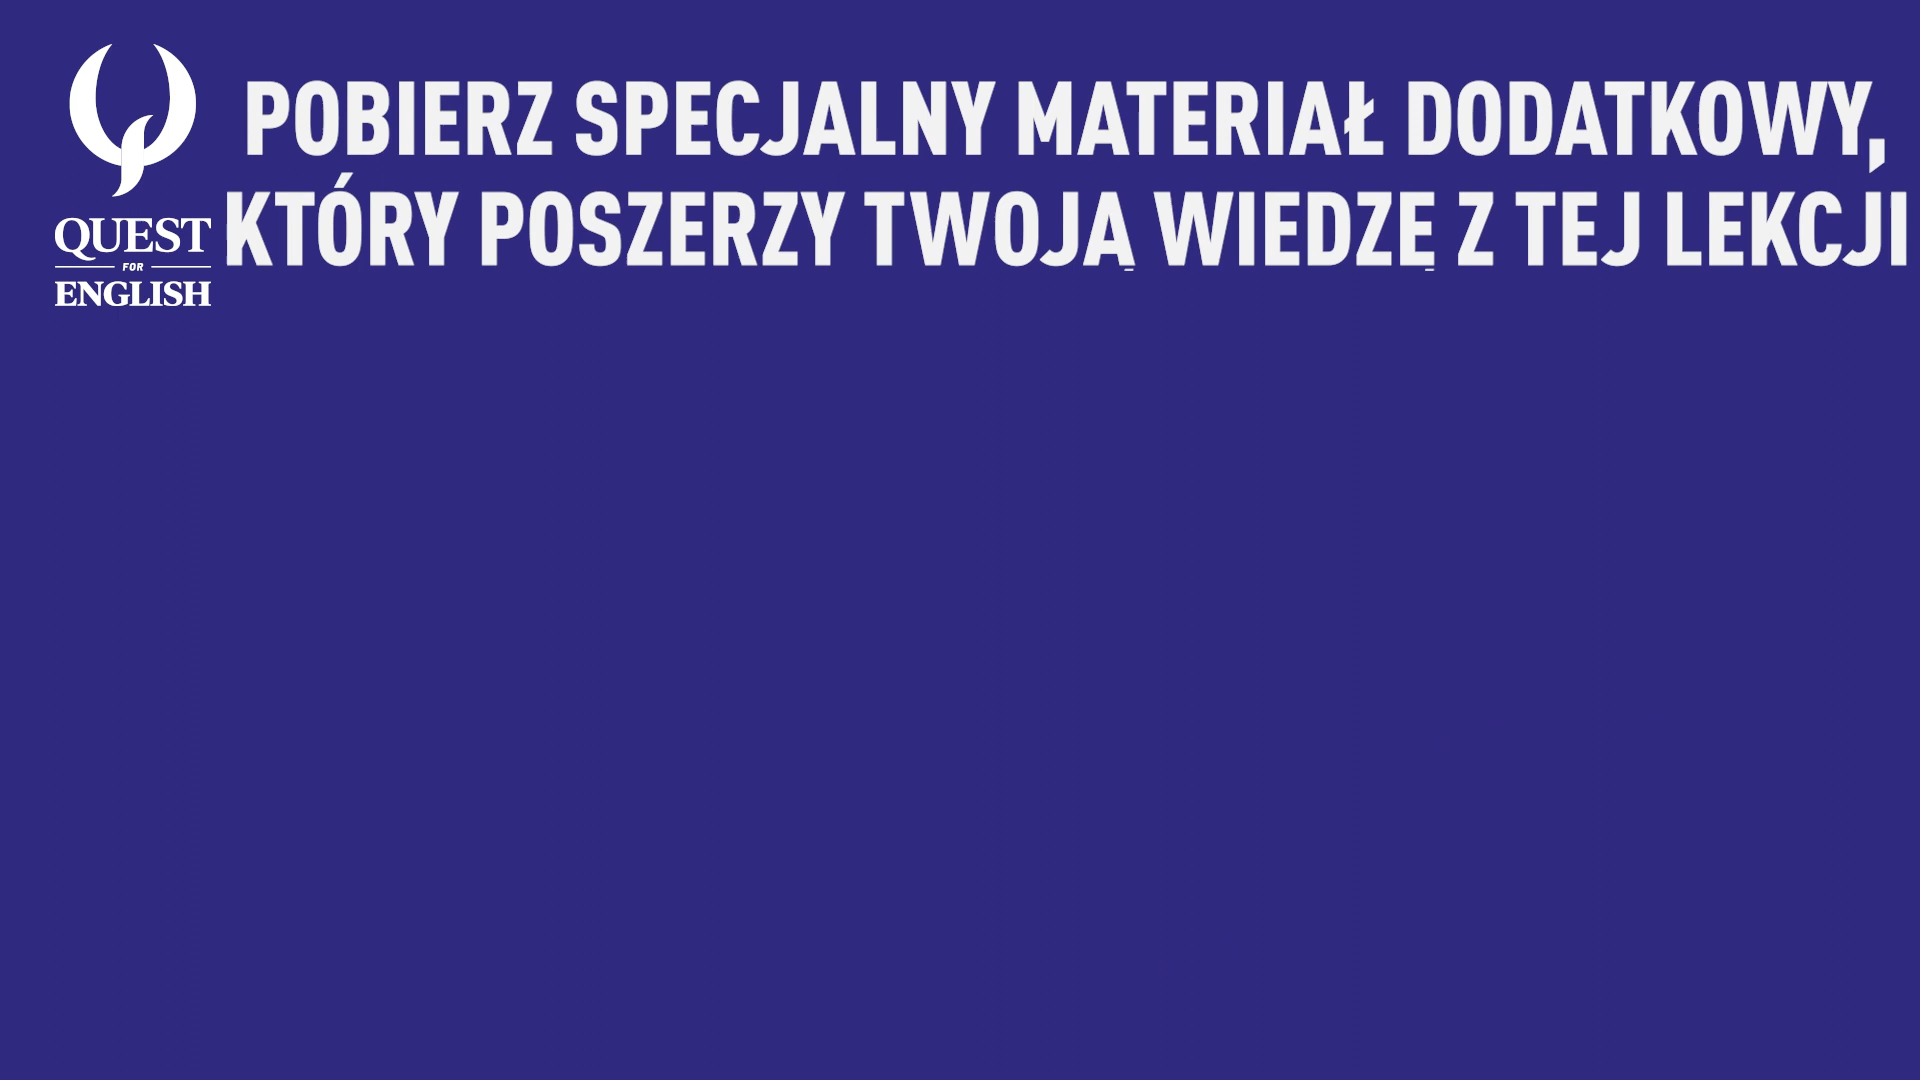 POBIERZ SPECJALNY MATERIAŁ DODATKOWY,
KTÓRY POSZERZY TWOJĄ WIEDZĘ Z TEJ LEKCJI
QUEST
FOR
ENGLISH